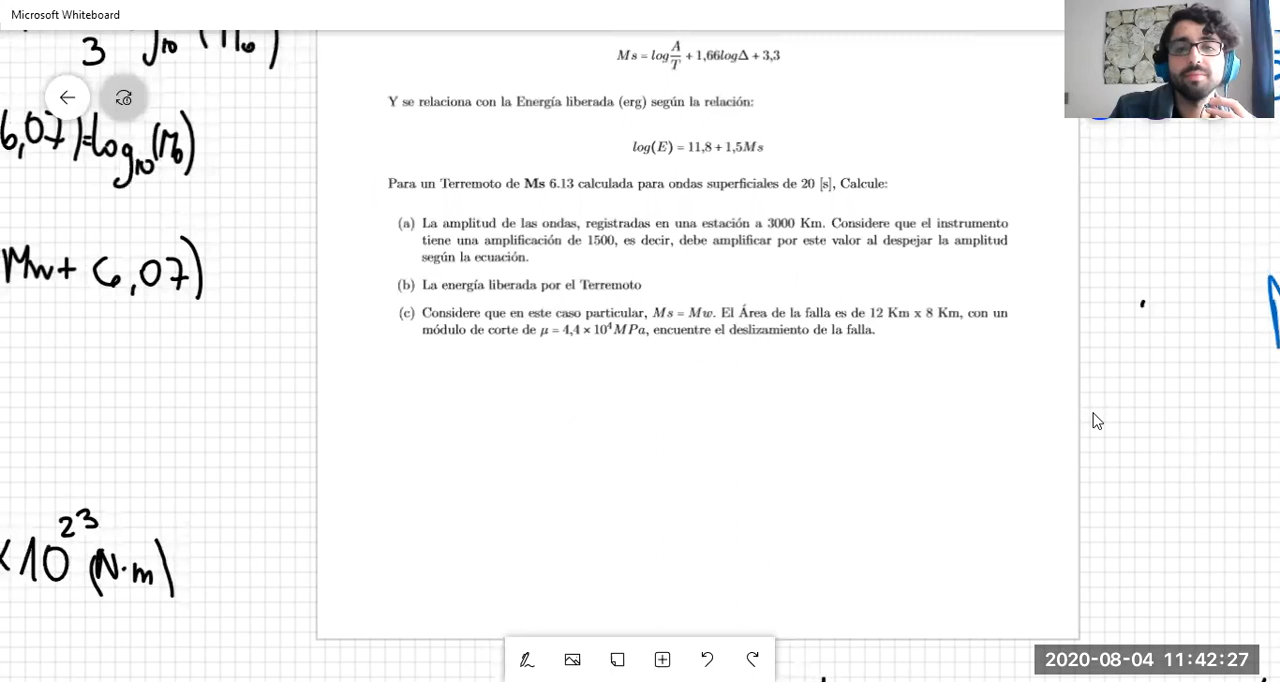 Microsoft Whiteboard
3
Ms = log A/T + 1,66logΔ + 3,3
Y se relaciona con la Energía liberada (erg) según la relación:
6,07)=log10(M0)
log(E) = 11,8 + 1,5Ms
Para un Terremoto de Ms 6.13 calculada para ondas superficiales de 20 [s], Calcule:
(a) La amplitud de las ondas, registradas en una estación a 3000 Km. Considere que el instrumento
tiene una amplificación de 1500, es decir, debe amplificar por este valor al despejar la amplitud
según la ecuación.
Mw+ 6,07)
(b) La energía liberada por el Terremoto
(c) Considere que en este caso particular, Ms = Mw. El Área de la falla es de 12 Km x 8 Km, con un
módulo de corte de μ = 4,4 × 10⁴MPa, encuentre el deslizamiento de la falla.
×10²³ (N·m)
2020-08-04 11:42:27